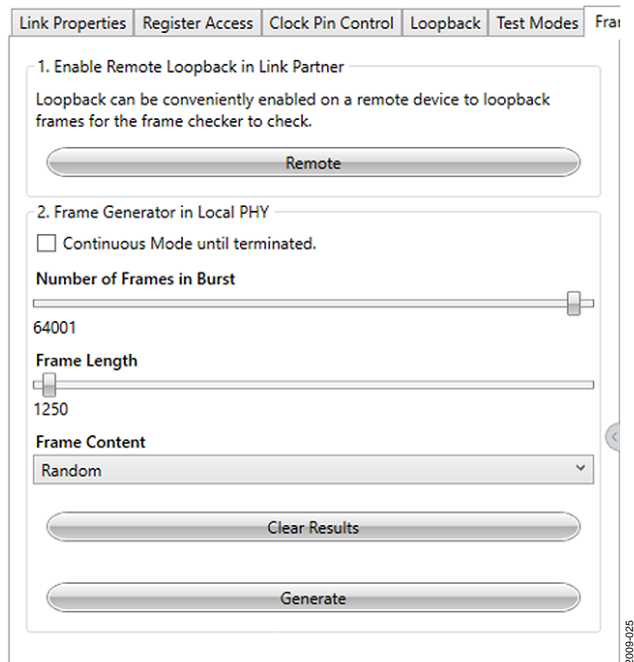 Link Properties Register Access Clock Pin Control Loopback Test Modes
1. Enable Remote Loopback in Link Partner
Loopback can be conveniently enabled on a remote device to loopback
frames for the frame checker to check.
Remote
2. Frame Generator in Local PHY
Continuous Mode until terminated.
Number of Frames in Burst
64001
Frame Length
1250
Frame Content
Random
Clear Results
Generate